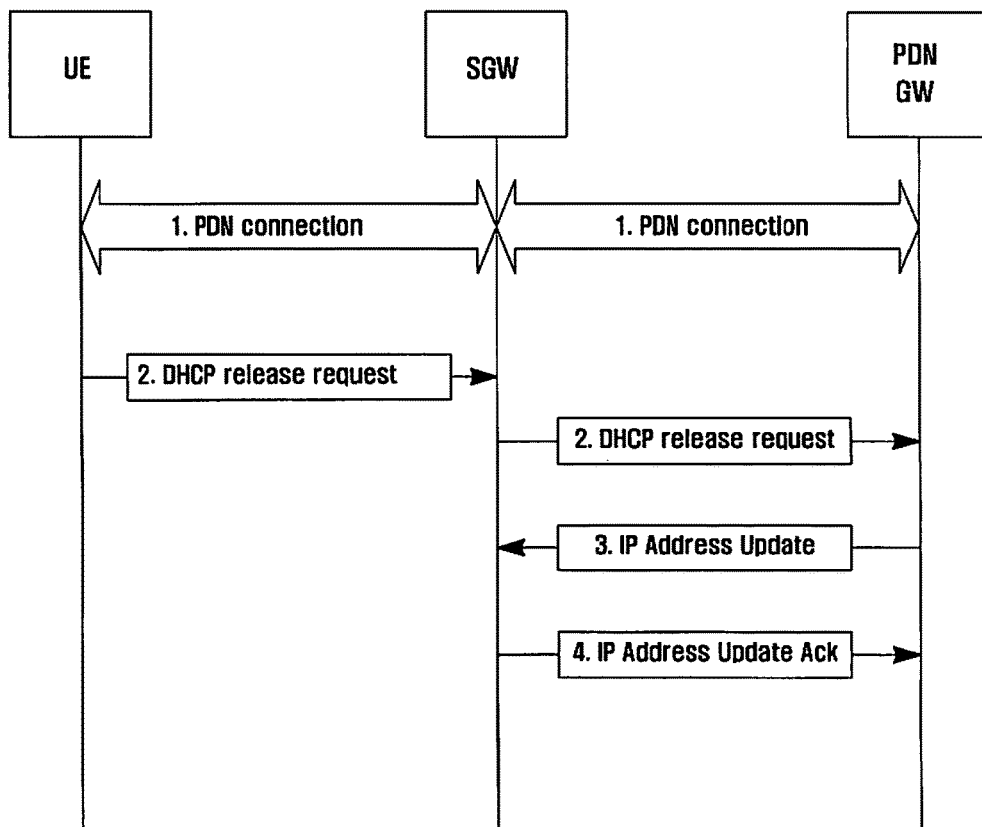 UE
SGW
PDN
GW
1. PDN connection
1. PDN connection
2. DHCP release request
2. DHCP release request
3. IP Address Update
4. IP Address Update Ack